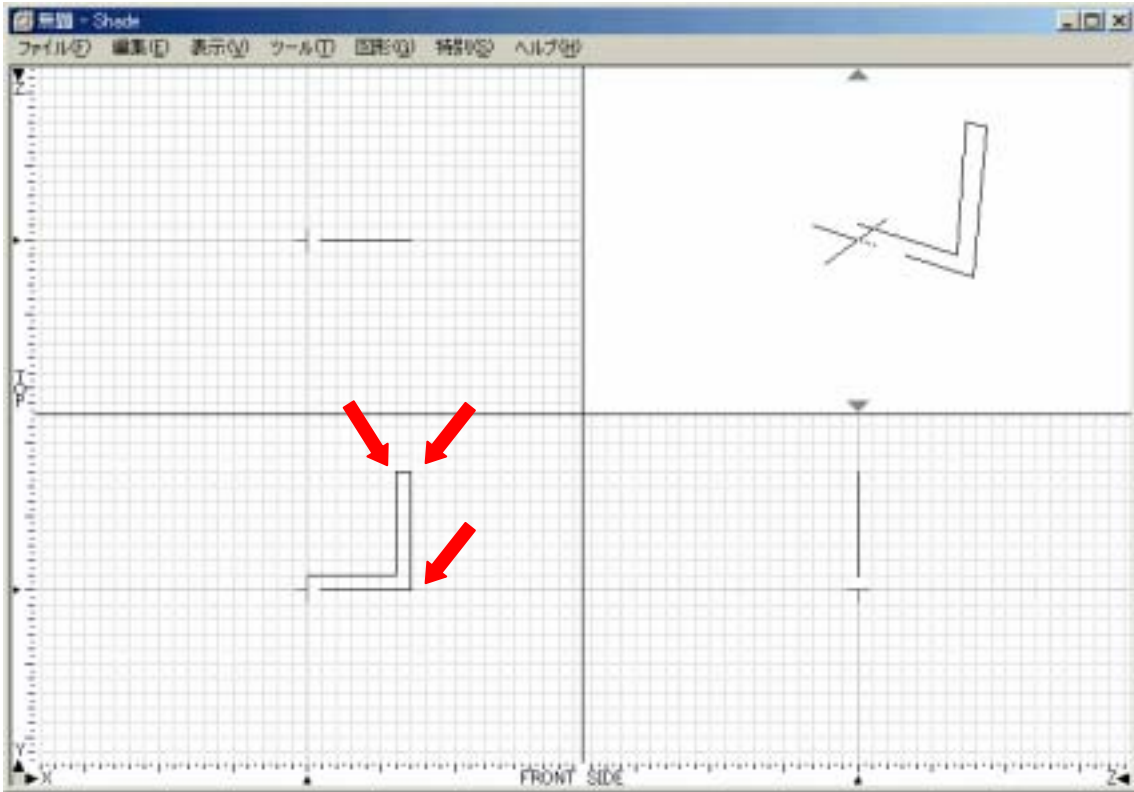 無題 - Shade
ファイル(F) 編集(E) 表示(V) ツール(T) 図形(G) 特別(S) ヘルプ(H)
Z
TOP
Y
X FRONT SIDE Z